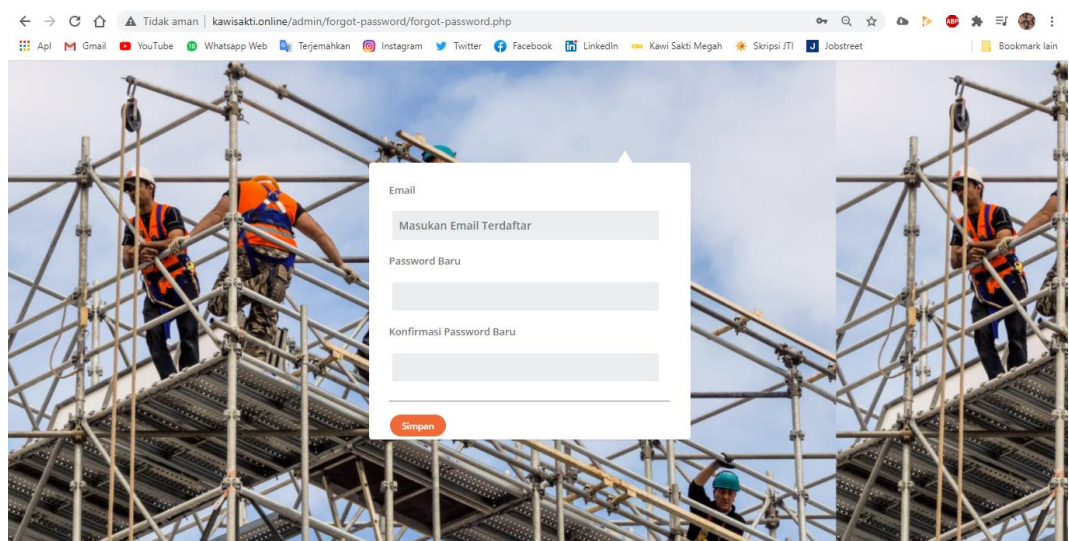 Tidak aman | kawisakti.online/admin/forgot-password/forgot-password.php
Apl Gmail YouTube Whatsapp Web Terjemahkan Instagram Twitter Facebook LinkedIn Kawi Sakti Megah Skripsi JTI Jobstreet Bookmark lain
Email
Masukan Email Terdaftar
Password Baru
Konfirmasi Password Baru
Simpan